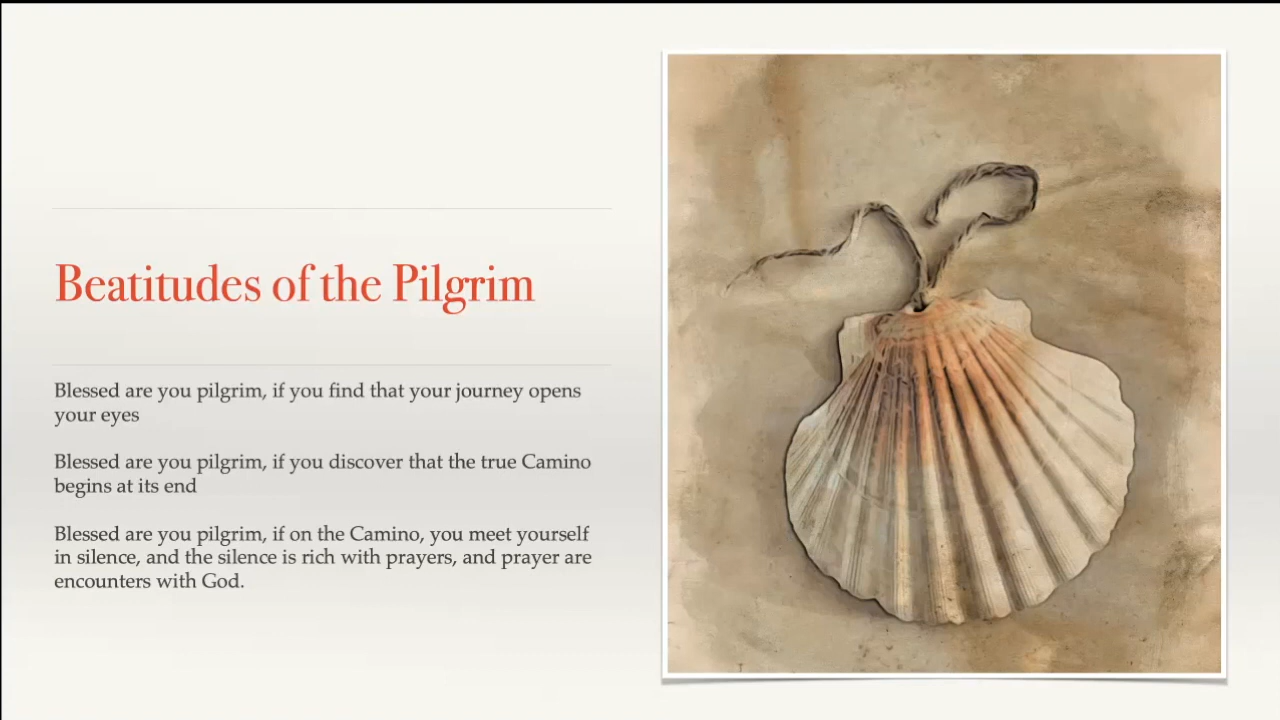 Beatitudes of the Pilgrim
Blessed are you pilgrim, if you find that your journey opens
your eyes
Blessed are you pilgrim, if you discover that the true Camino
begins at its end
Blessed are you pilgrim, if on the Camino, you meet yourself
in silence, and the silence is rich with prayers, and prayer are
encounters with God.